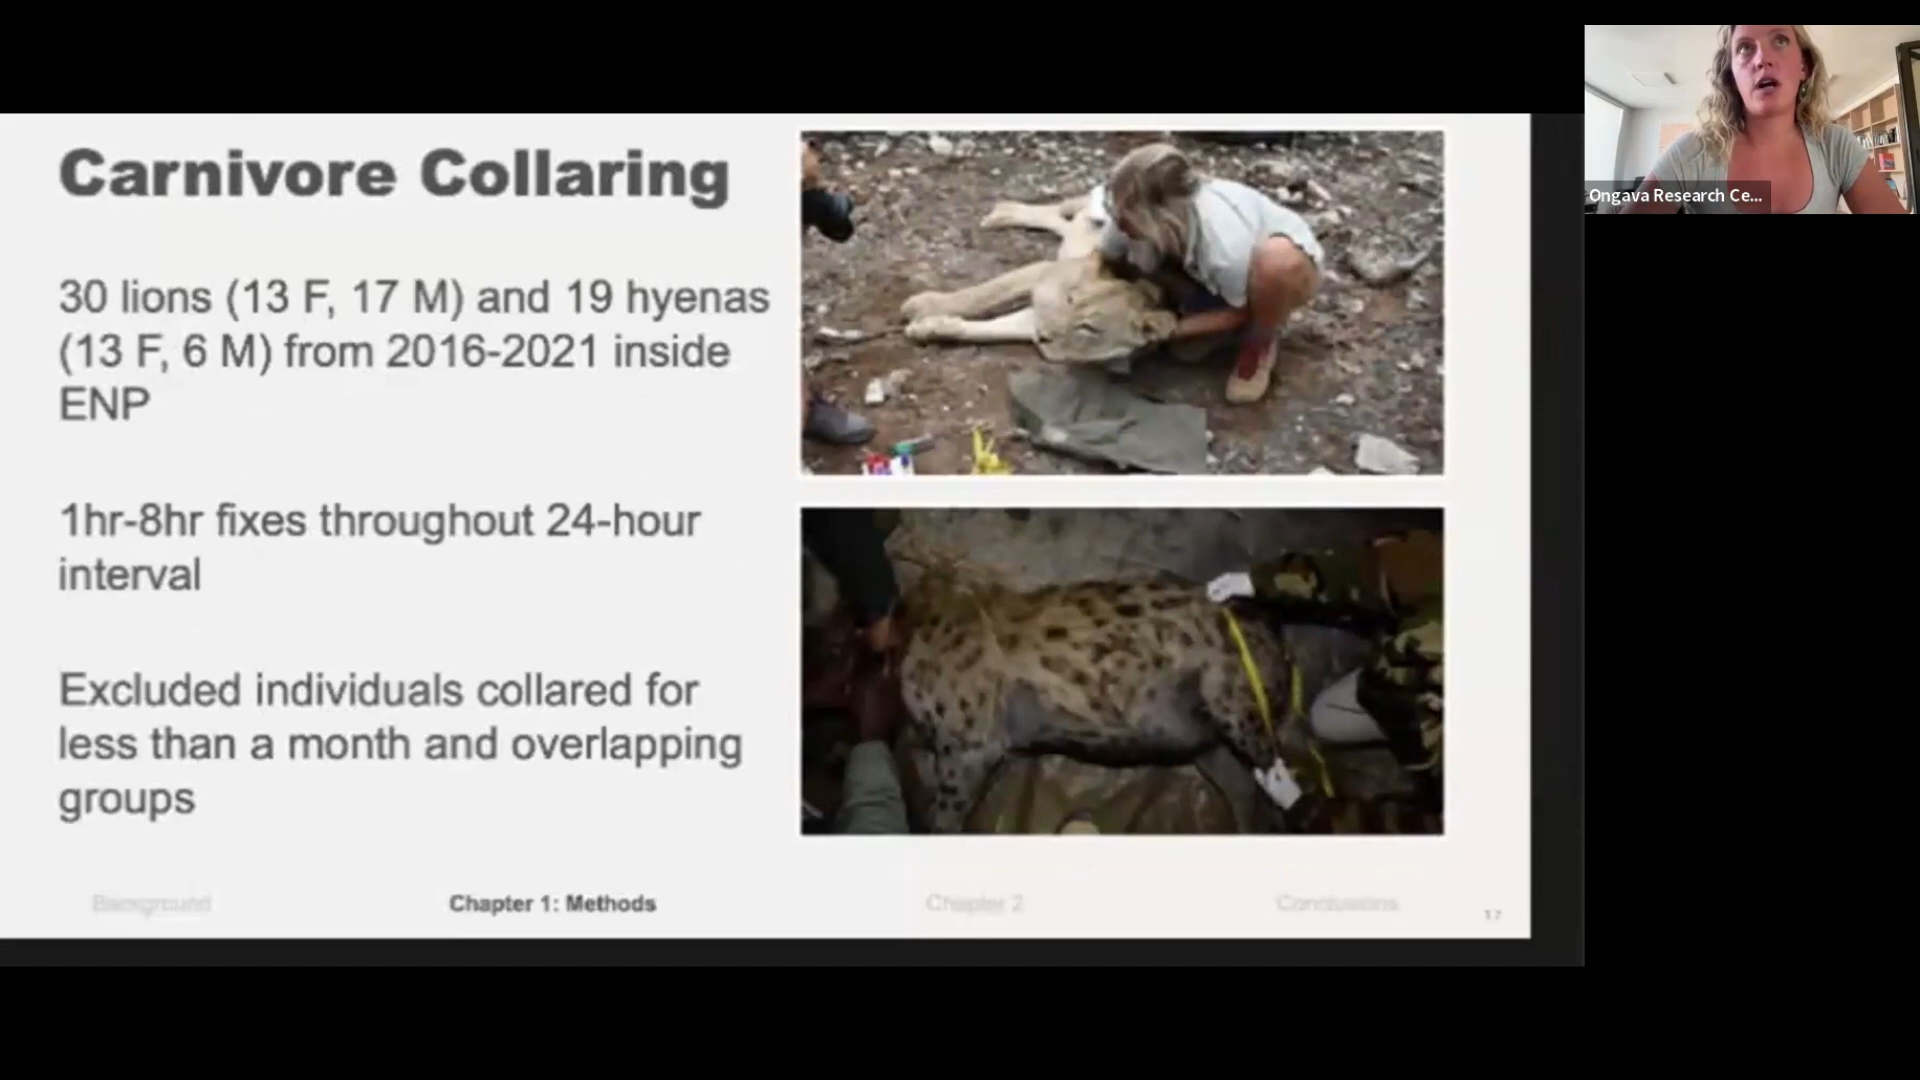 Carnivore Collaring
30 lions (13 F, 17 M) and 19 hyenas
(13 F, 6 M) from 2016-2021 inside
ENP
1hr-8hr fixes throughout 24-hour
interval
Excluded individuals collared for
less than a month and overlapping
groups
Background
Chapter 1: Methods
Chapter 2
Conclusions
17
Ongava Research Ce...